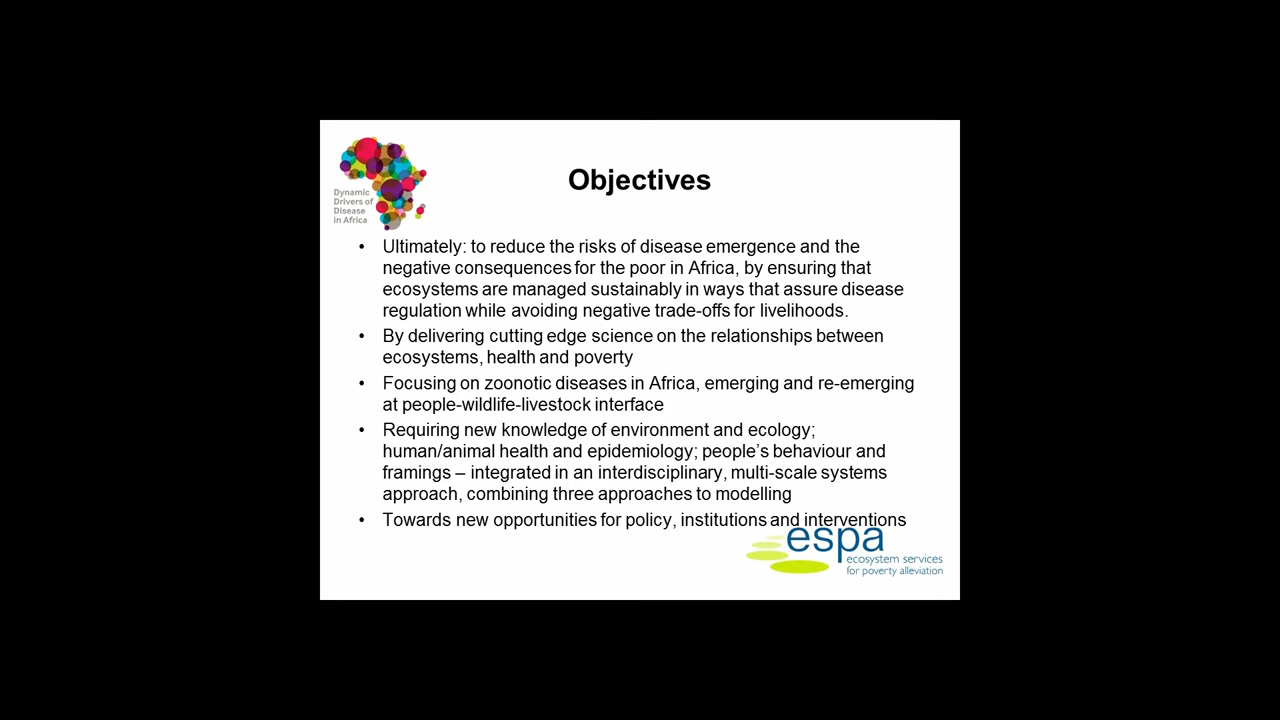 Objectives
Dynamic
Drivers of
Disease
in Africa
• Ultimately: to reduce the risks of disease emergence and the
negative consequences for the poor in Africa, by ensuring that
ecosystems are managed sustainably in ways that assure disease
regulation while avoiding negative trade-offs for livelihoods.
• By delivering cutting edge science on the relationships between
ecosystems, health and poverty
• Focusing on zoonotic diseases in Africa, emerging and re-emerging
at people-wildlife-livestock interface
• Requiring new knowledge of environment and ecology;
human/animal health and epidemiology; people’s behaviour and
framings – integrated in an interdisciplinary, multi-scale systems
approach, combining three approaches to modelling
• Towards new opportunities for policy, institutions and interventions
espa
ecosystem services
for poverty alleviation